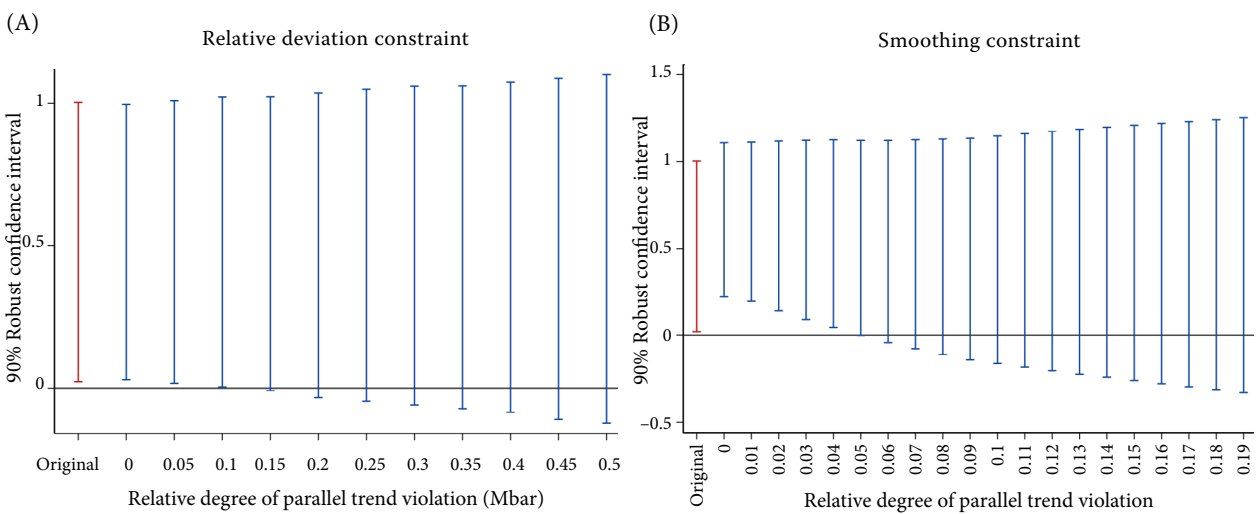 (A)
Relative deviation constraint
90% Robust confidence interval
1
0.5
0
Original 0 0.05 0.1 0.15 0.2 0.25 0.3 0.35 0.4 0.45 0.5
Relative degree of parallel trend violation (Mbar)
(B)
Smoothing constraint
90% Robust confidence interval
1.5
1
0.5
0
–0.5
Original 0 0.01 0.02 0.03 0.04 0.05 0.06 0.07 0.08 0.09 0.1 0.11 0.12 0.13 0.14 0.15 0.16 0.17 0.18 0.19
Relative degree of parallel trend violation